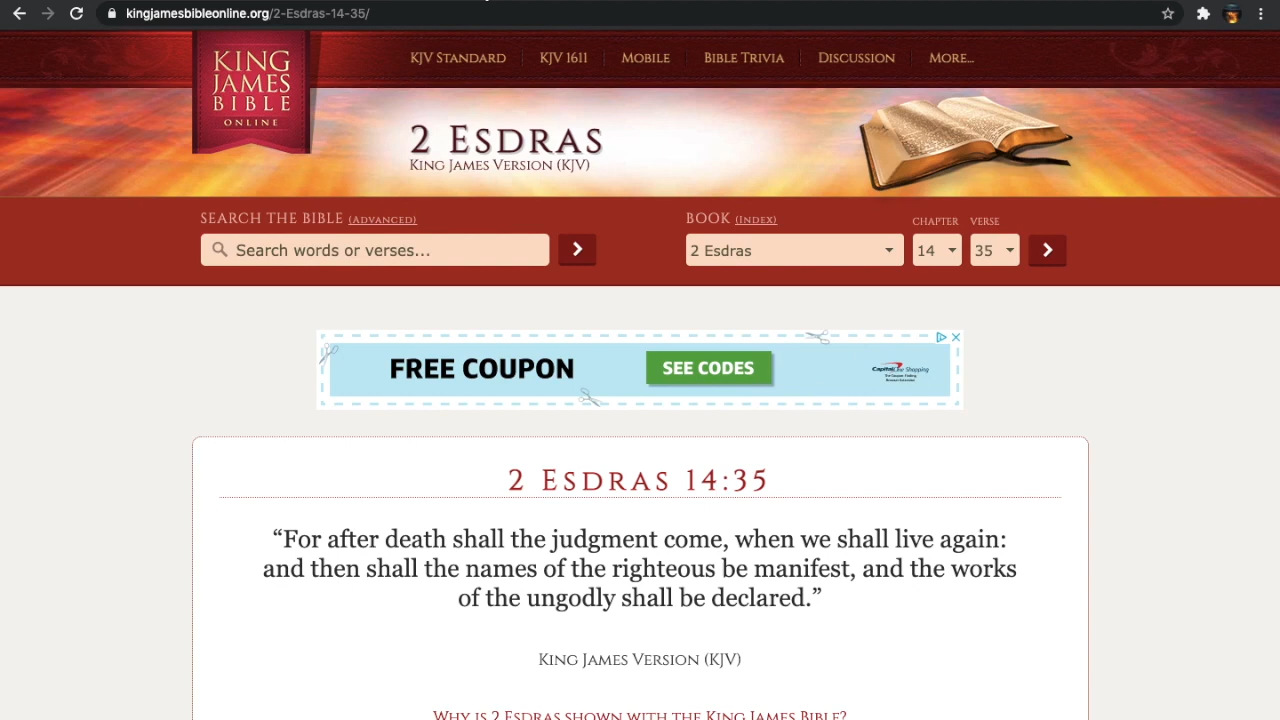 kingjamesbibleonline.org/2-Esdras-14-35/
KING
JAMES
BIBLE
ONLINE
KJV Standard
KJV 1611
Mobile
Bible Trivia
Discussion
More...
2 Esdras
King James Version (KJV)
SEARCH THE BIBLE (Advanced)
Search words or verses...
BOOK (Index)
CHAPTER
VERSE
2 Esdras
14
35
FREE COUPON
SEE CODES
2 Esdras 14:35
“For after death shall the judgment come, when we shall live again:
and then shall the names of the righteous be manifest, and the works
of the ungodly shall be declared.”
King James Version (KJV)
Why is 2 Esdras shown with the King James Bible?